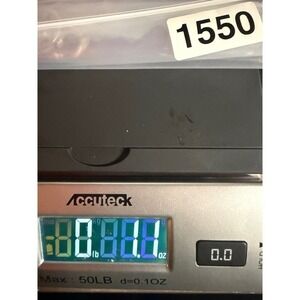 1550
Accuteck
0 lb 1.1 oz
0.0
Max: 50LB d=0.1OZ